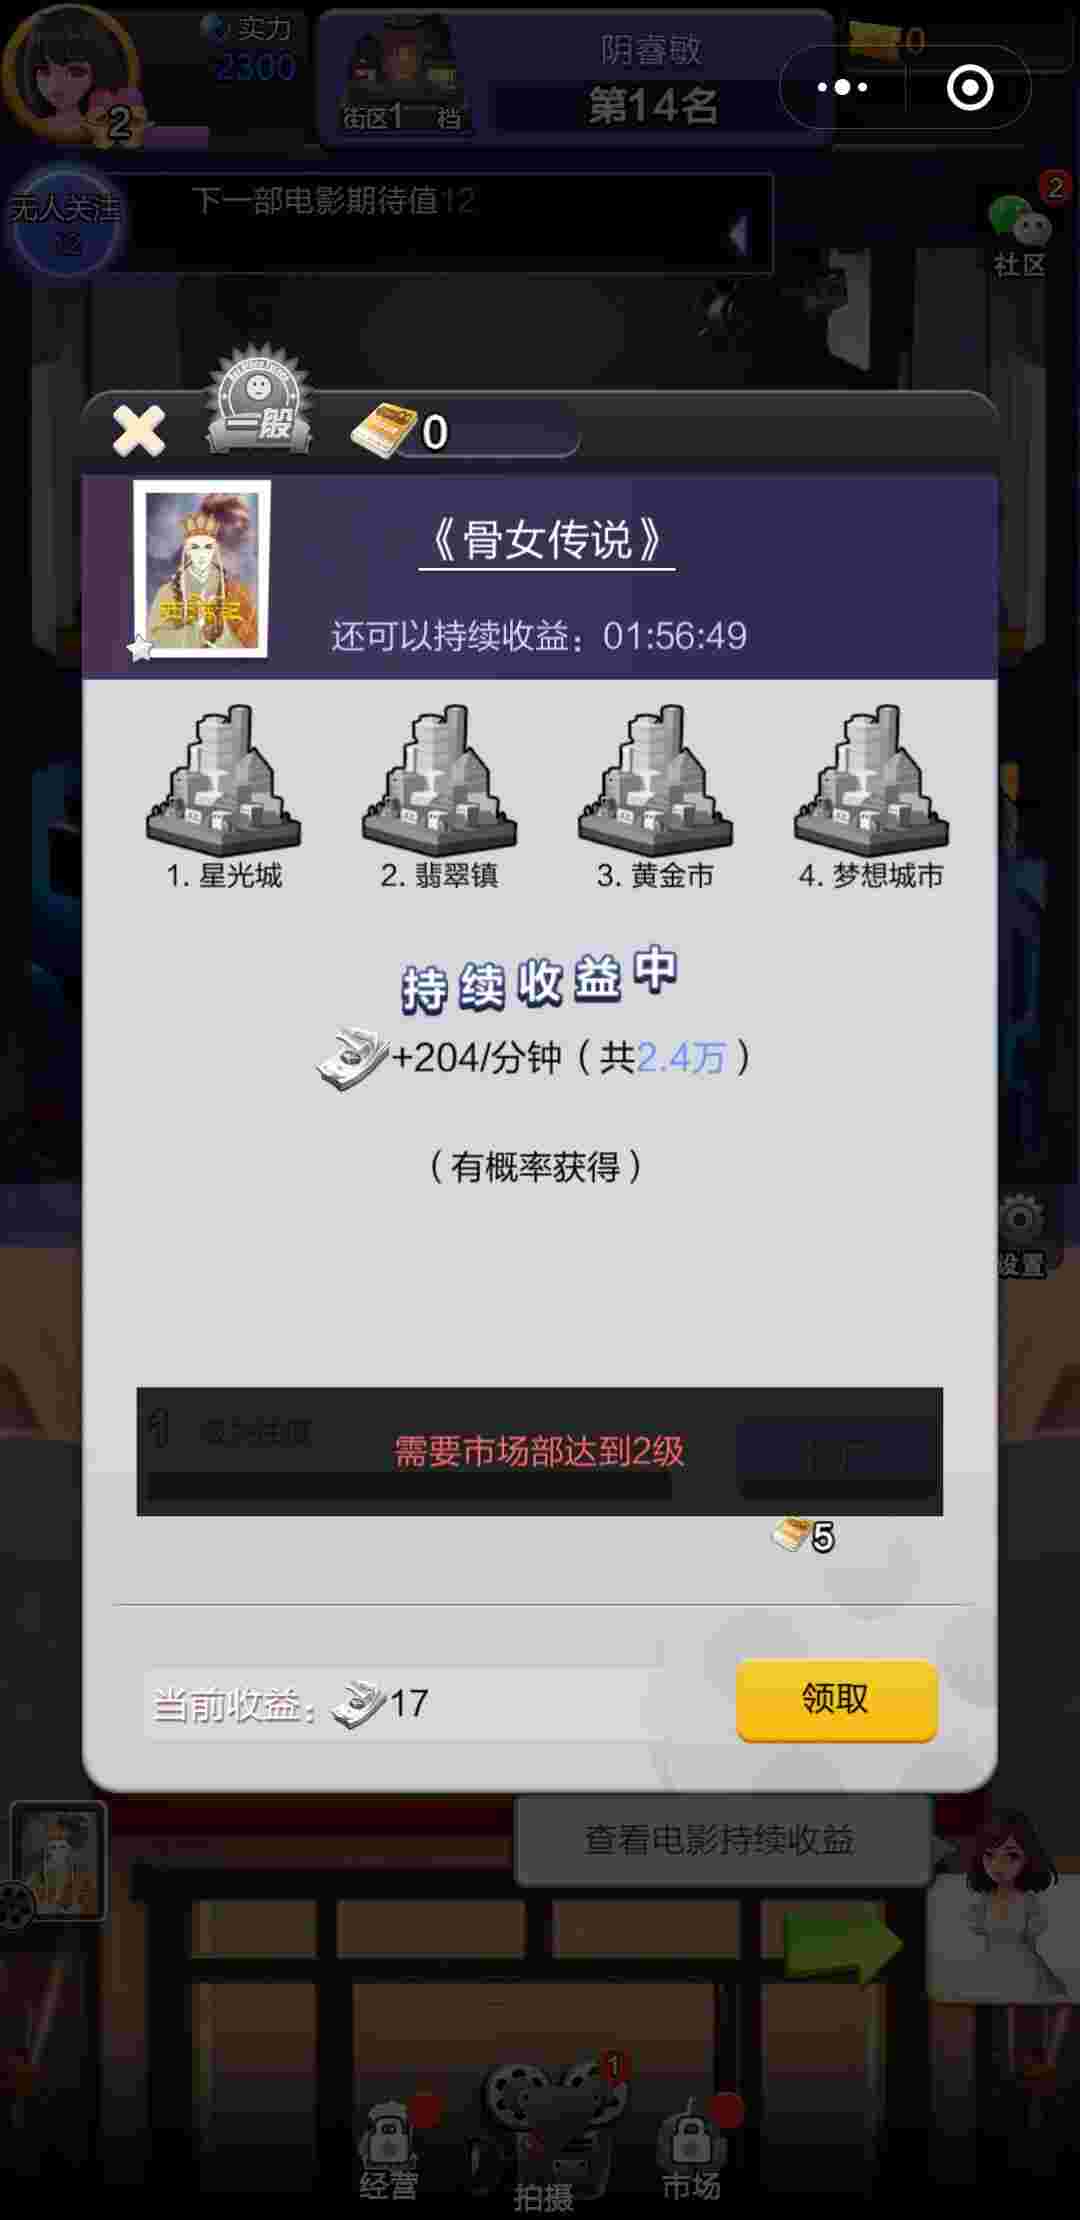 实力
2300
2
街区1一档
阴睿敏
第14名
0
无人关注
12
下一部电影期待值12
2
社区
一般
0
《骨女传说》
还可以持续收益：01:56:49
1. 星光城
2. 翡翠镇
3. 黄金市
4. 梦想城市
持续收益中
+204/分钟（共2.4万）
（有概率获得）
设置
1
需要市场部达到2级
5
当前收益：17
领取
查看电影持续收益
1
经营
拍摄
市场